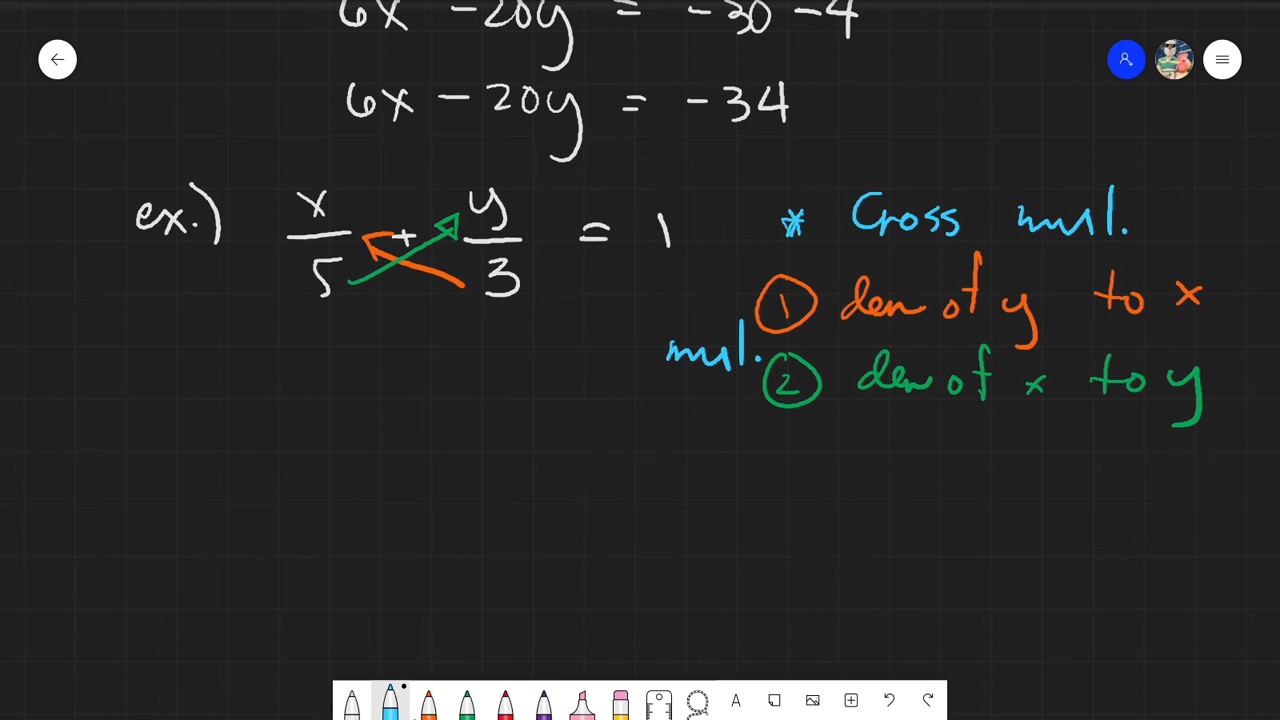 6x - 20y = -30 - 4
6x - 20y = -34
ex.) x/5 + y/3 = 1
* Cross mul.
① den of y to x
mul.
② den of x to y
A